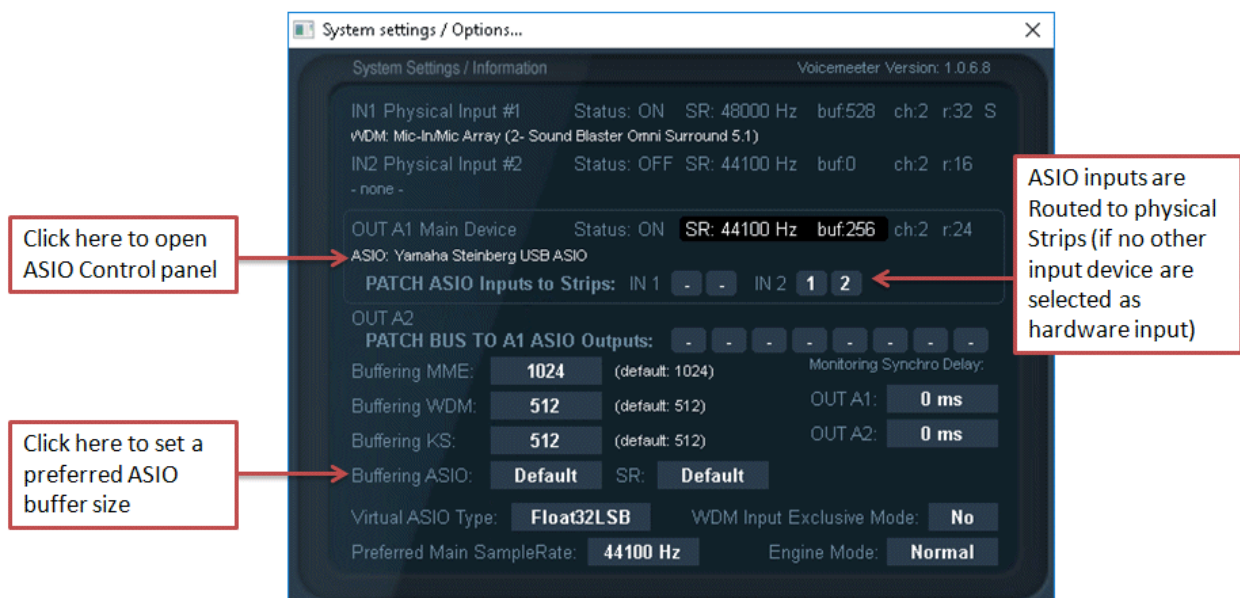 System settings / Options...
System Settings / Information Voicemeeter Version: 1.0.6.8
IN1 Physical Input #1 Status: ON SR: 48000 Hz buf:528 ch:2 r:32 S
WDM: Mic-In/Mic Array (2- Sound Blaster Omni Surround 5.1)
IN2 Physical Input #2 Status: OFF SR: 44100 Hz buf:0 ch:2 r:16
- none -
OUT A1 Main Device Status: ON SR: 44100 Hz buf:256 ch:2 r:24
ASIO: Yamaha Steinberg USB ASIO
PATCH ASIO Inputs to Strips: IN 1 - - IN 2 1 2
OUT A2
PATCH BUS TO A1 ASIO Outputs: - - - - - - - -
Buffering MME: 1024 (default: 1024) Monitoring Synchro Delay:
Buffering WDM: 512 (default: 512) OUT A1: 0 ms
Buffering KS: 512 (default: 512) OUT A2: 0 ms
Buffering ASIO: Default SR: Default
Virtual ASIO Type: Float32LSB WDM Input Exclusive Mode: No
Preferred Main SampleRate: 44100 Hz Engine Mode: Normal
Click here to open
ASIO Control panel
Click here to set a
preferred ASIO
buffer size
ASIO inputs are
Routed to physical
Strips (if no other
input device are
selected as
hardware input)